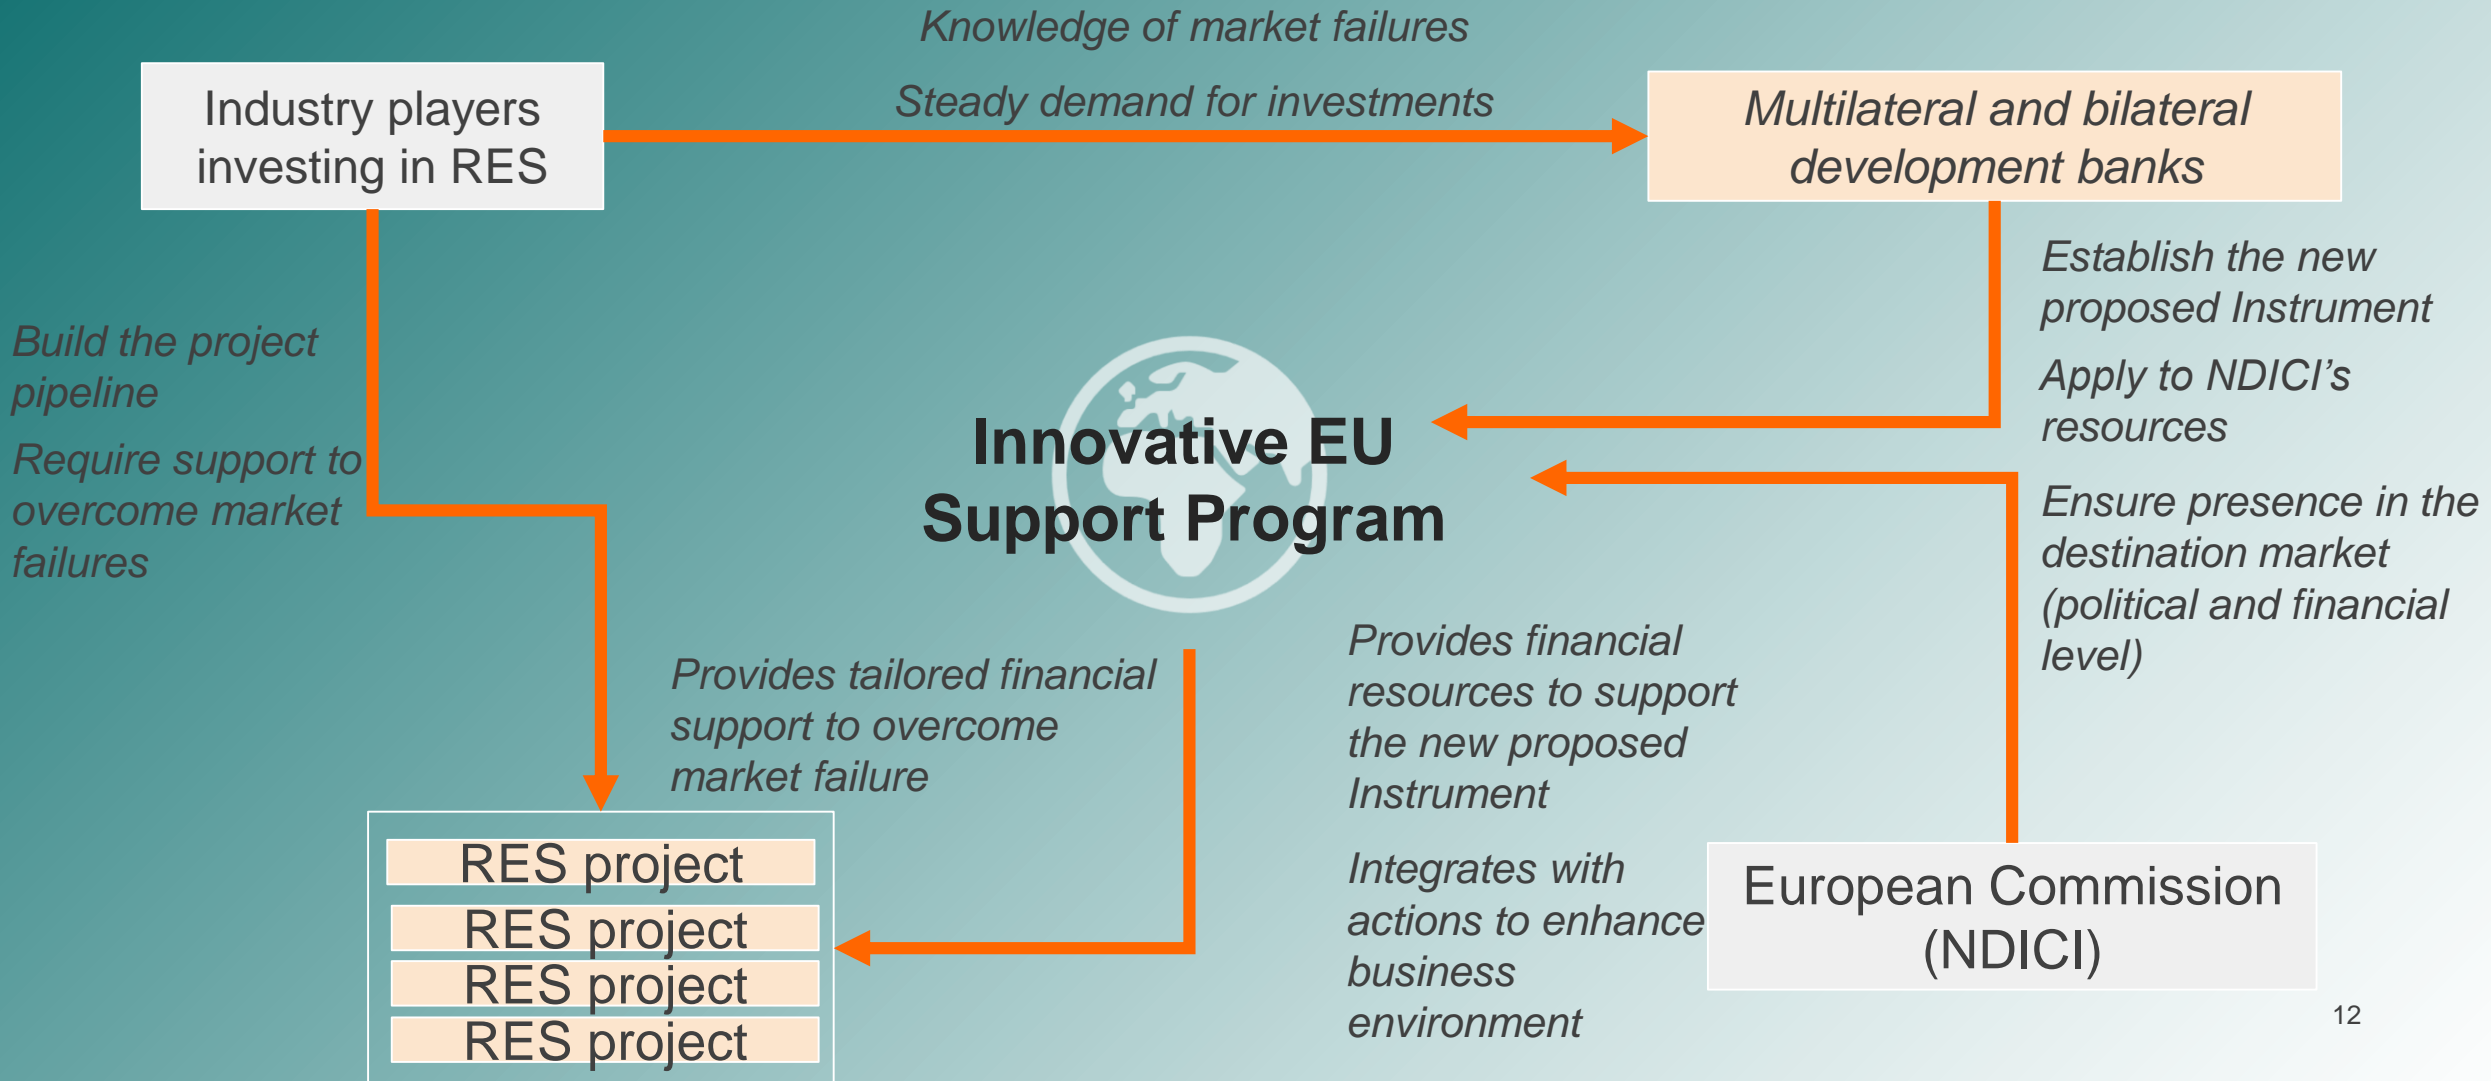 Knowledge of market failures
Steady demand for investments
Industry players
investing in RES
Multilateral and bilateral
development banks
Establish the new
proposed Instrument
Apply to NDICI’s
resources
Ensure presence in the
destination market
(political and financial
level)
Build the project
pipeline
Require support to
overcome market
failures
Innovative EU
Support Program
Provides tailored financial
support to overcome
market failure
Provides financial
resources to support
the new proposed
Instrument
Integrates with
actions to enhance
business
environment
RES project
RES project
RES project
RES project
European Commission
(NDICI)
12